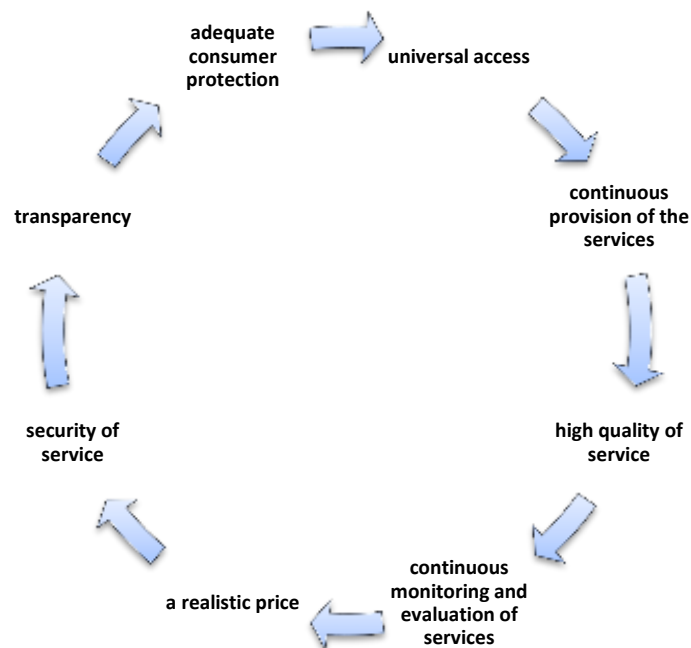 adequate
consumer
protection
universal access
continuous
provision of the
services
high quality of
service
continuous
monitoring and
evaluation of
services
a realistic price
security of
service
transparency